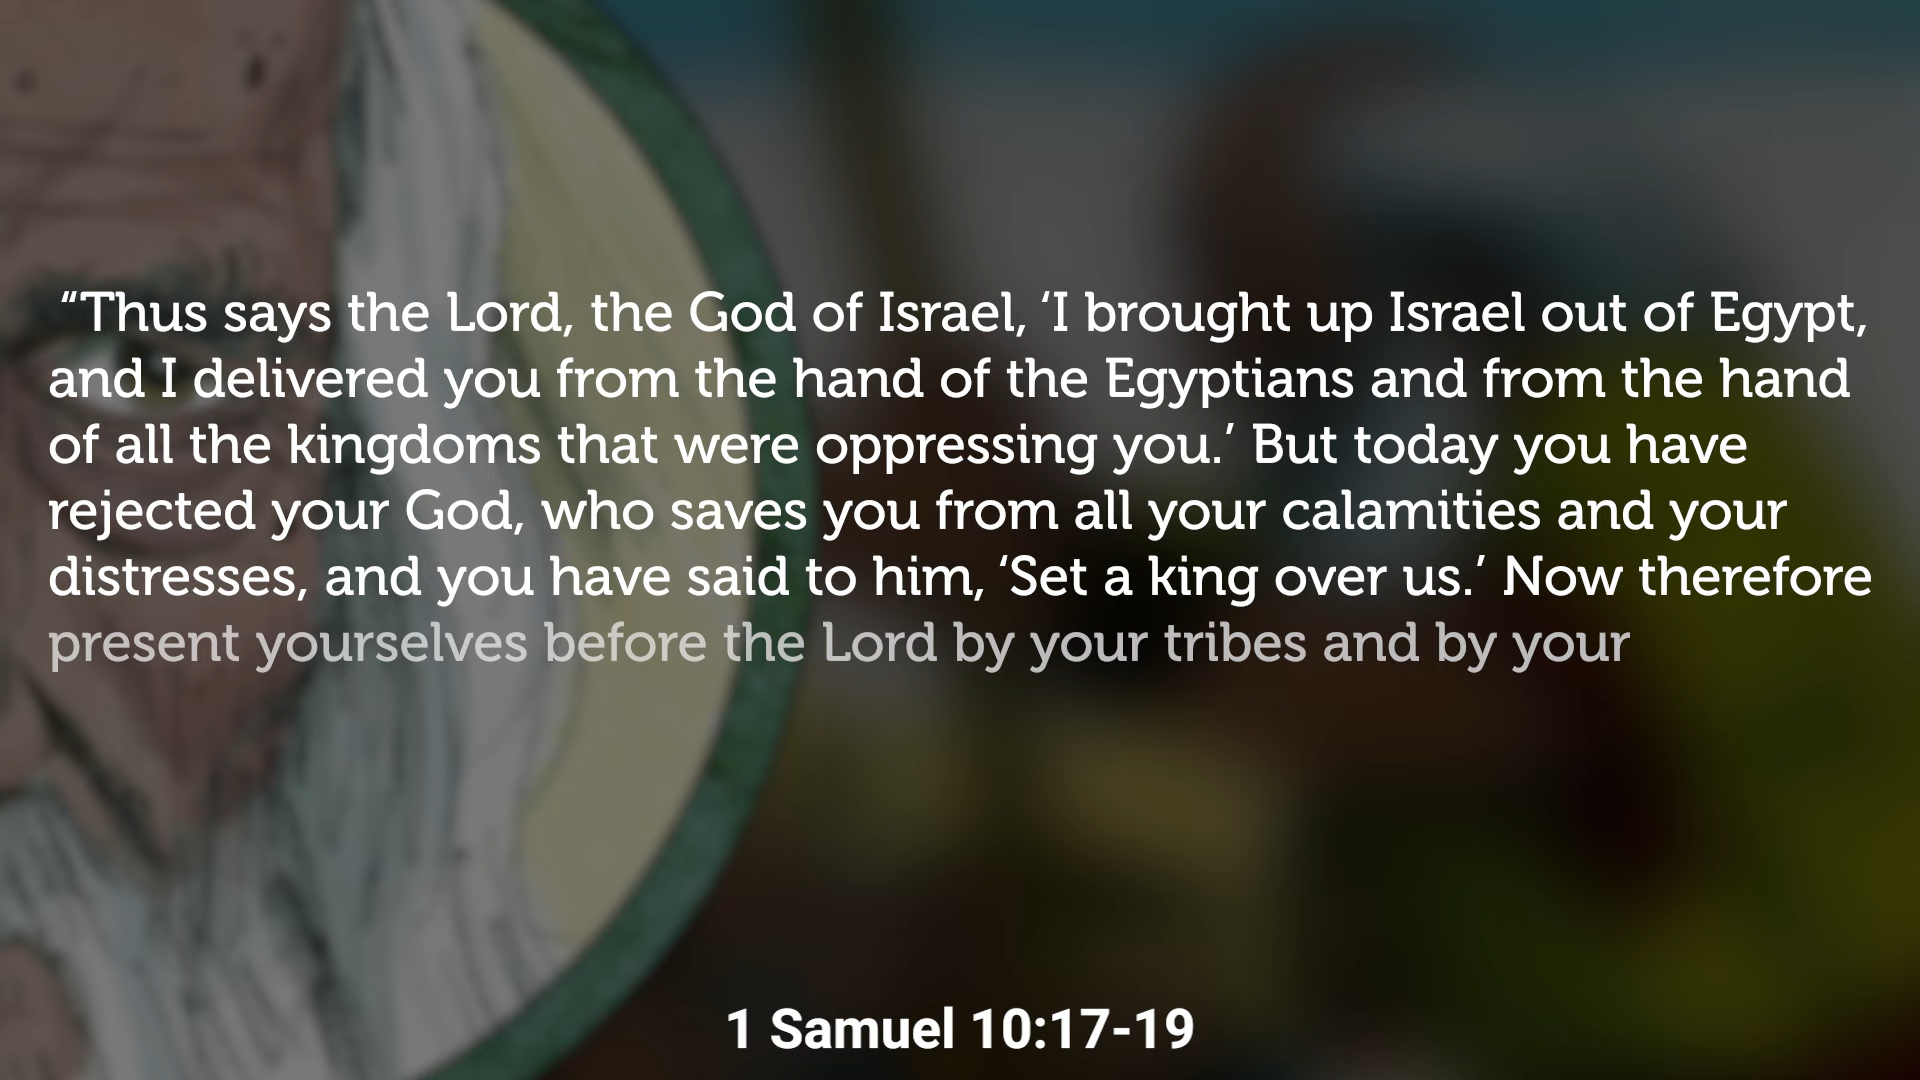 “Thus says the Lord, the God of Israel, ‘I brought up Israel out of Egypt,
and I delivered you from the hand of the Egyptians and from the hand
of all the kingdoms that were oppressing you.’ But today you have
rejected your God, who saves you from all your calamities and your
distresses, and you have said to him, ‘Set a king over us.’ Now therefore
present yourselves before the Lord by your tribes and by your
1 Samuel 10:17-19